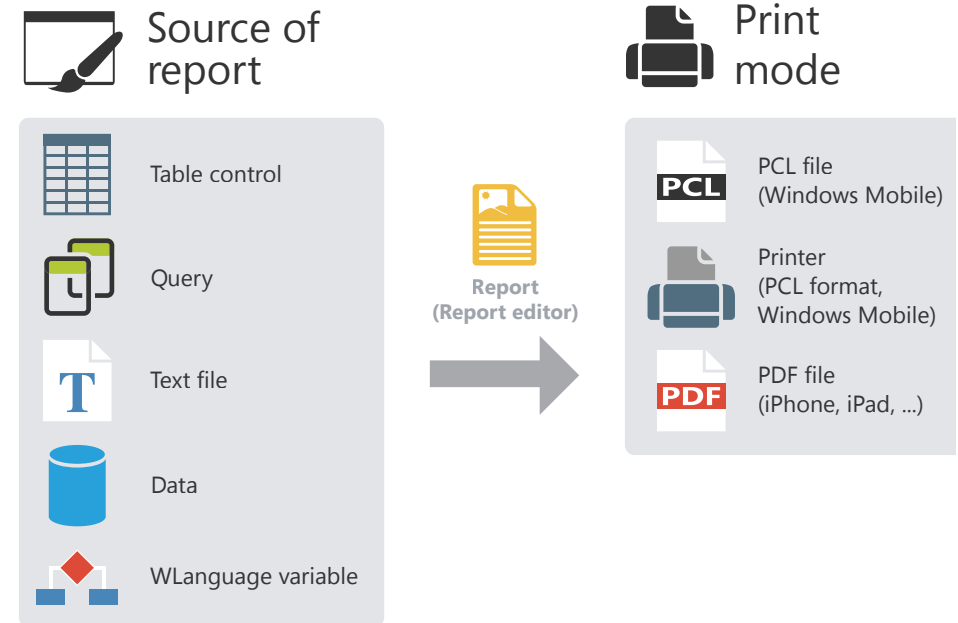 Source of
report
Table control
Query
T
Text file
Data
WLanguage variable
Report
(Report editor)
Print
mode
PCL
PCL file
(Windows Mobile)
Printer
(PCL format,
Windows Mobile)
PDF
PDF file
(iPhone, iPad, ...)